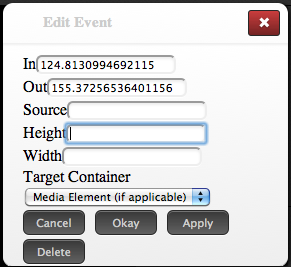 Edit Event
In 124.8130994692115
Out 155.37256536401156
Source
Height
Width
Target Container
Media Element (if applicable)
Cancel Okay Apply
Delete